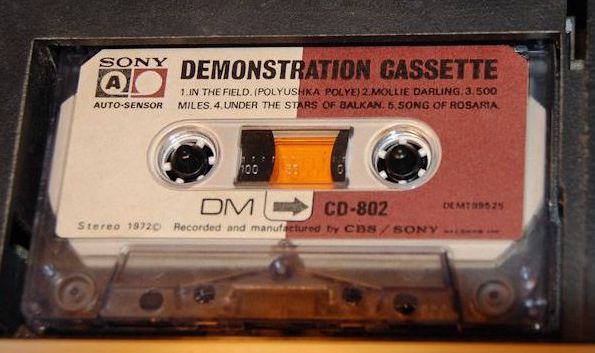 SONY
DEMONSTRATION CASSETTE
A
AUTO-SENSOR
1.IN THE FIELD. (POLYUSHKA POLYE) 2.MOLLIE DARLING. 3.500
MILES. 4.UNDER THE STARS OF BALKAN. 5.SONG OF ROSARIA.
100 50 0
DM CD-802 DEMT99525
Stereo 1972© Recorded and manufactured by CBS / SONY